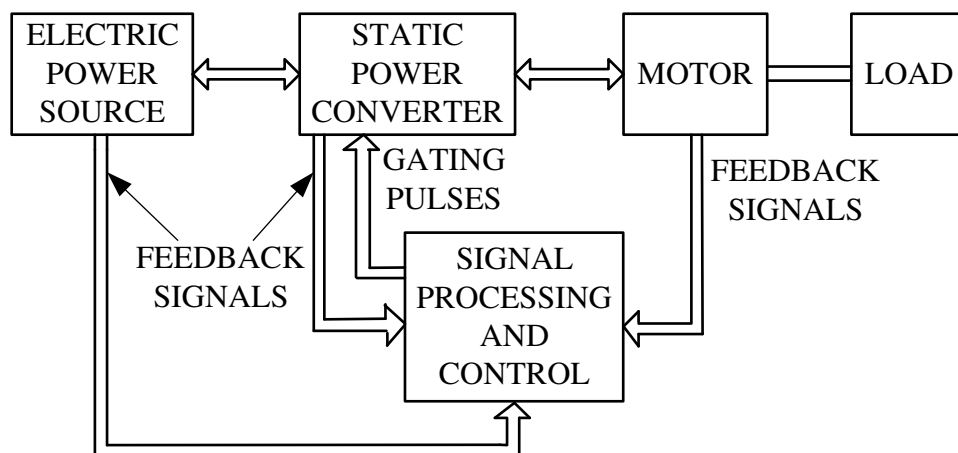 ELECTRIC
POWER
SOURCE
STATIC
POWER
CONVERTER
MOTOR
LOAD
GATING
PULSES
FEEDBACK
SIGNALS
FEEDBACK
SIGNALS
SIGNAL
PROCESSING
AND
CONTROL